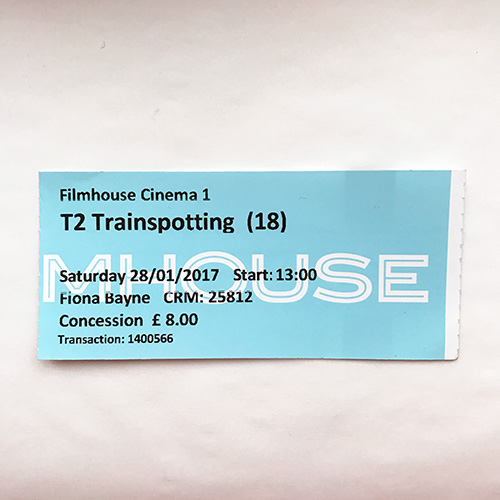 Filmhouse Cinema 1
T2 Trainspotting (18)
MHOUSE
Saturday 28/01/2017 Start: 13:00
Fiona Bayne CRM: 25812
Concession £ 8.00
Transaction: 1400566